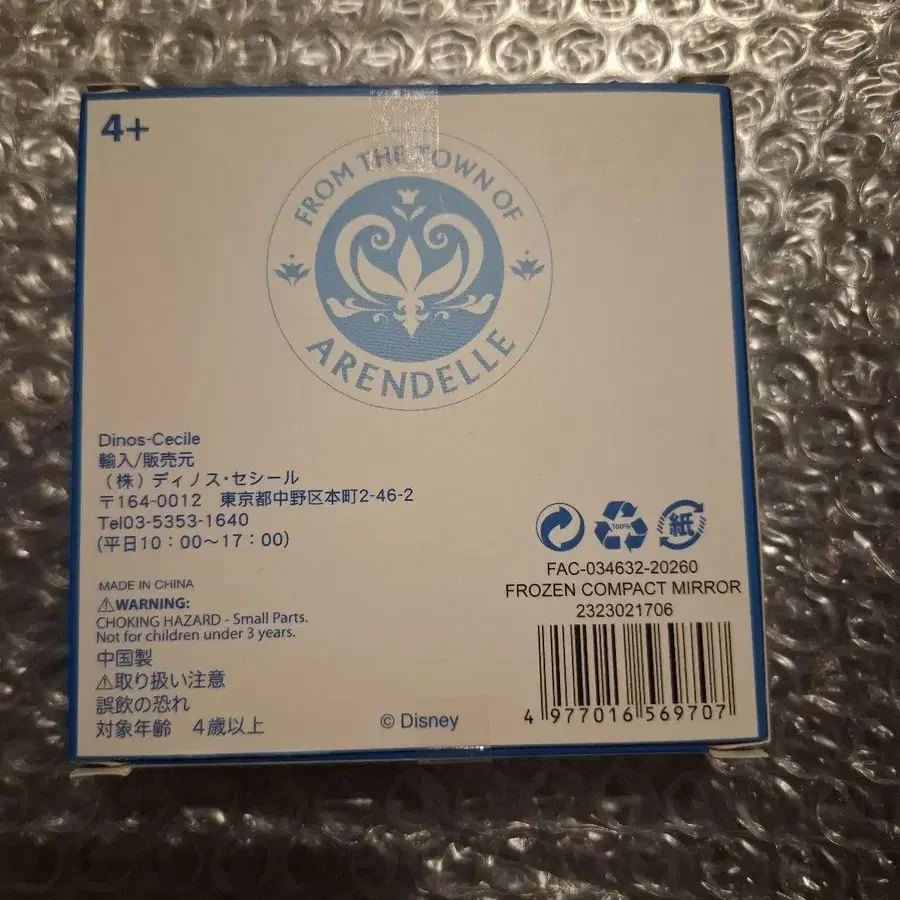 4+
FROM THE TOWN OF
ARENDELLE
Dinos-Cecile
輸入/販売元
（株）ディノス・セシール
〒164-0012 東京都中野区本町2-46-2
Tel03-5353-1640
(平日10：00～17：00)
MADE IN CHINA
⚠WARNING:
CHOKING HAZARD - Small Parts.
Not for children under 3 years.
中国製
⚠取り扱い注意
誤飲の恐れ
対象年齢 4歳以上
© Disney
100%
紙
FAC-034632-20260
FROZEN COMPACT MIRROR
2323021706
4 977016 569707